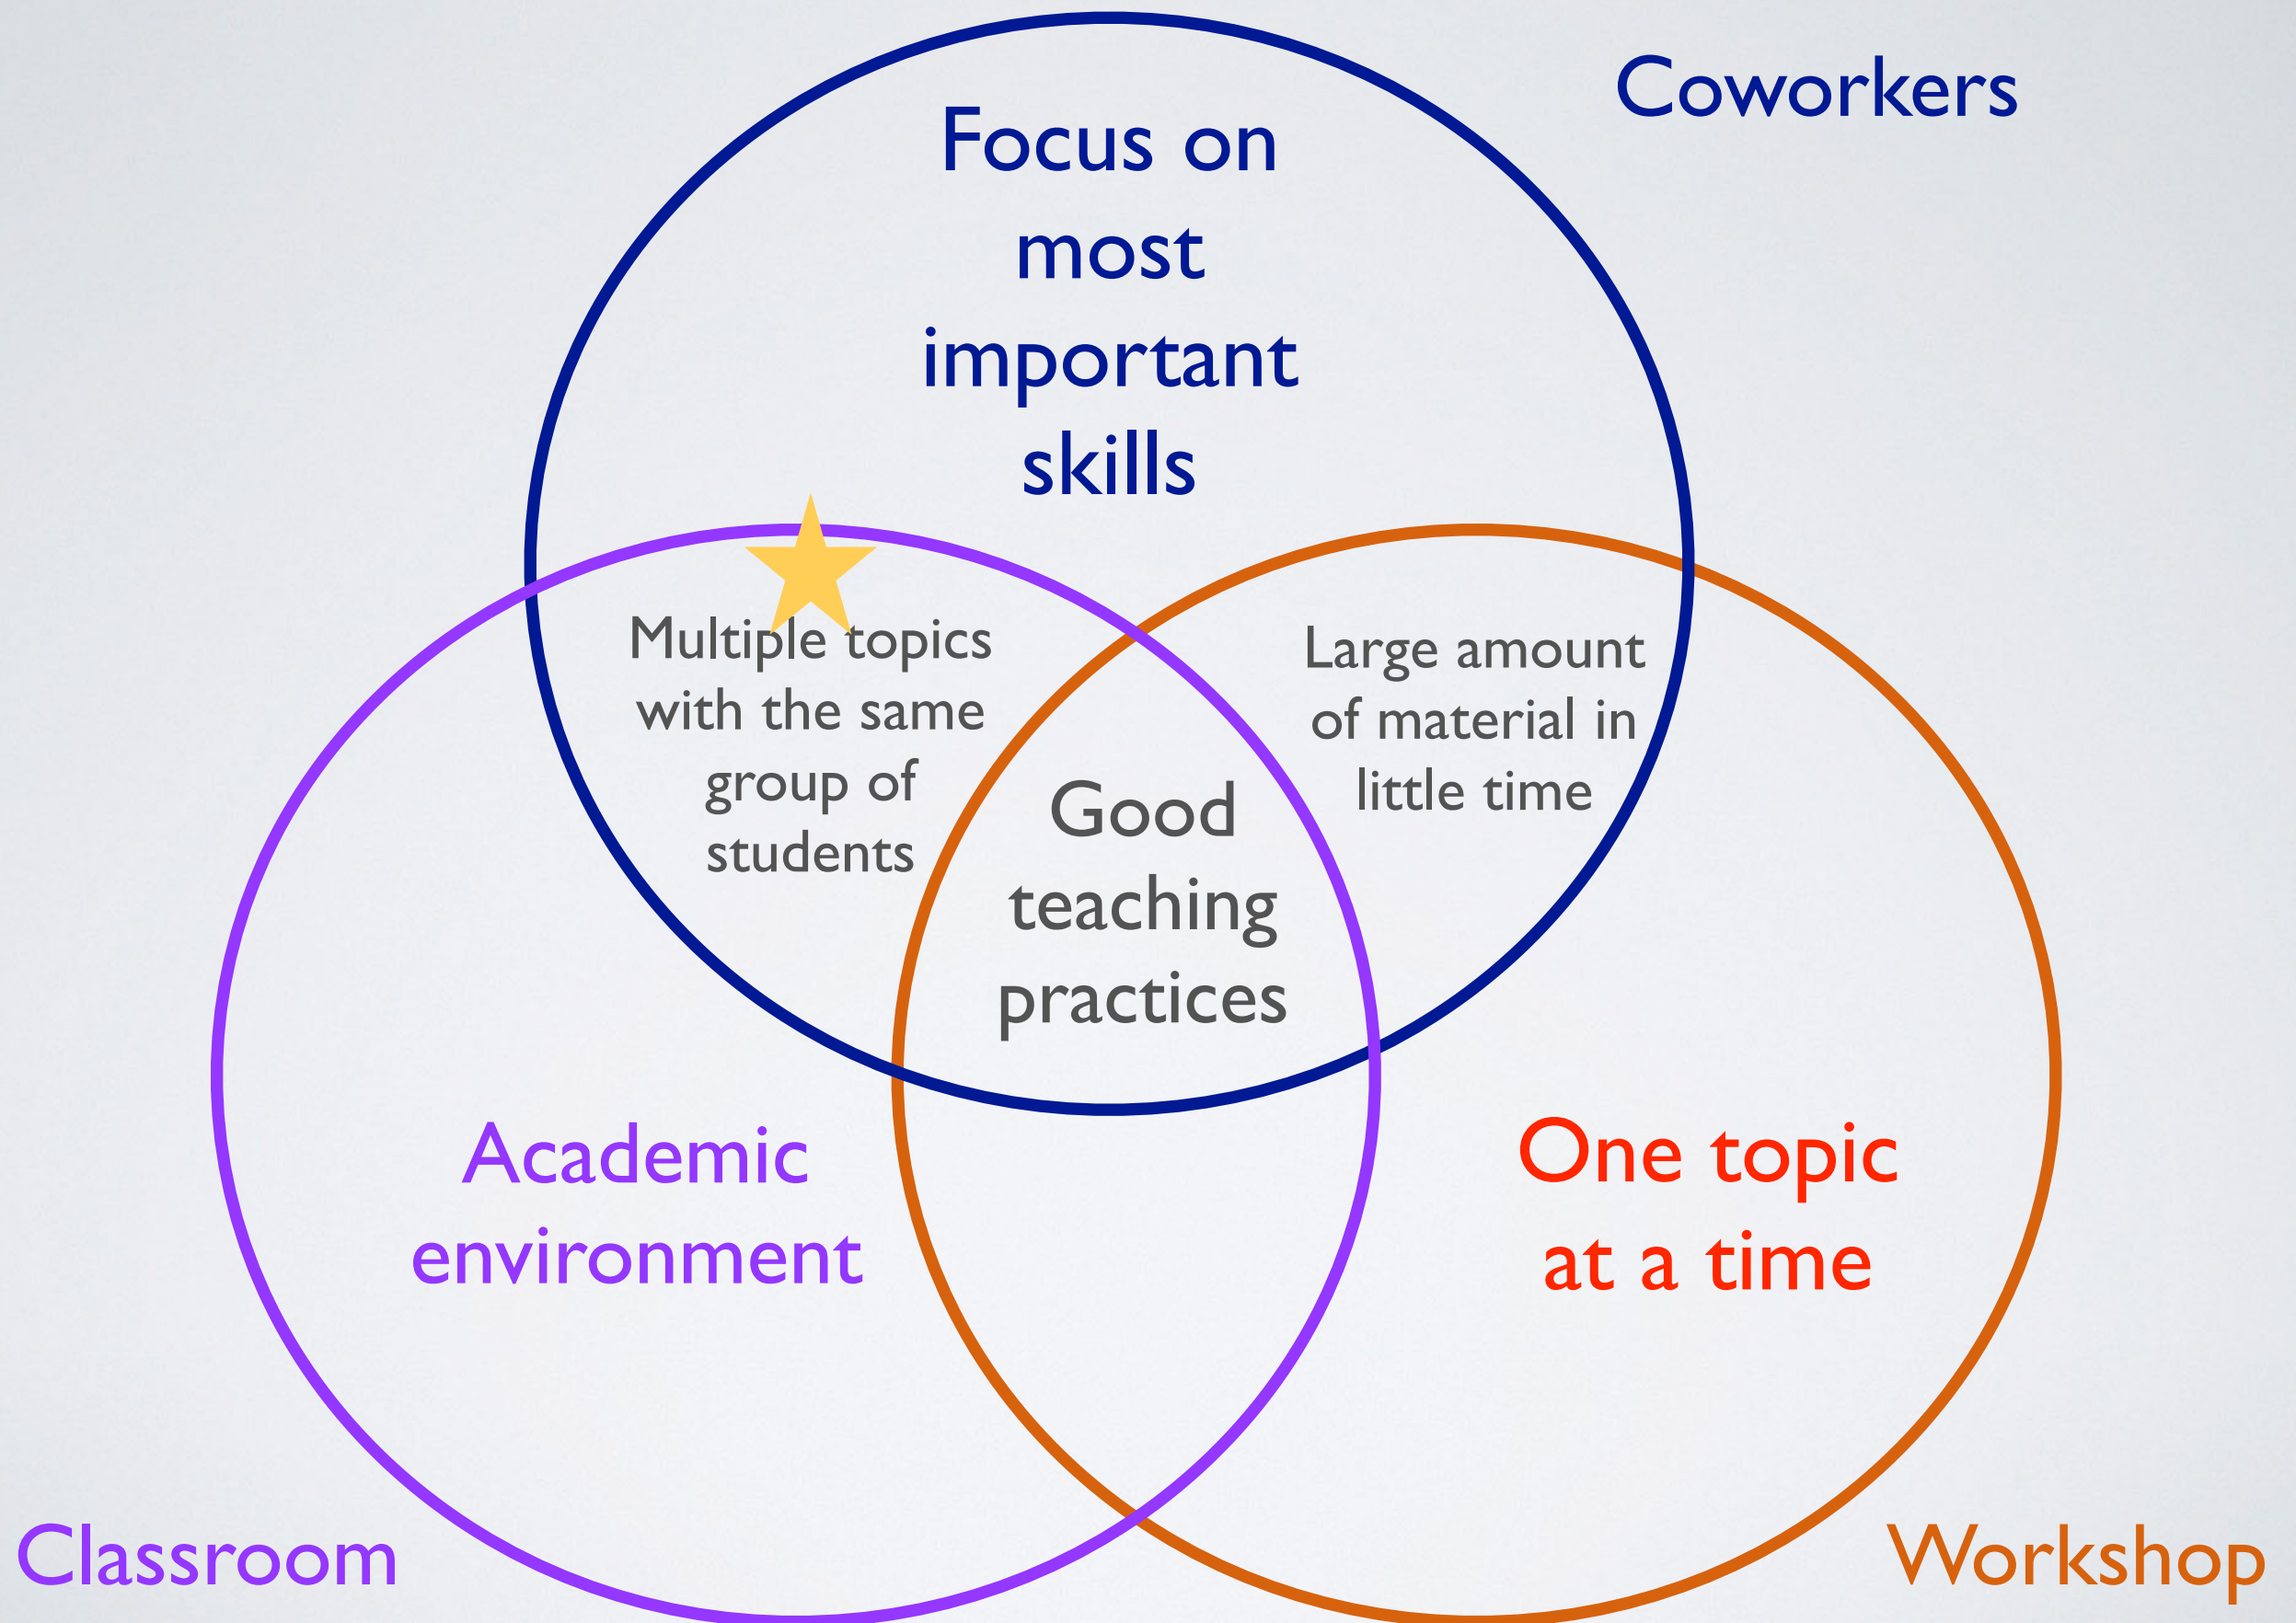 Coworkers
Focus on
most
important
skills
Multiple topics
with the same
group of
students
Large amount
of material in
little time
Good
teaching
practices
Academic
environment
One topic
at a time
Classroom
Workshop